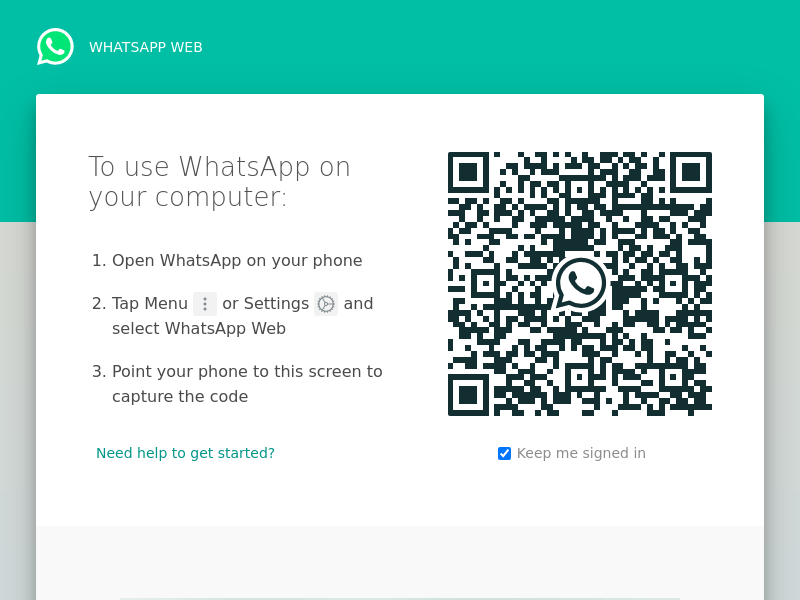 WHATSAPP WEB
To use WhatsApp on
your computer:
1. Open WhatsApp on your phone
2. Tap Menu or Settings and
select WhatsApp Web
3. Point your phone to this screen to
capture the code
Need help to get started?
Keep me signed in